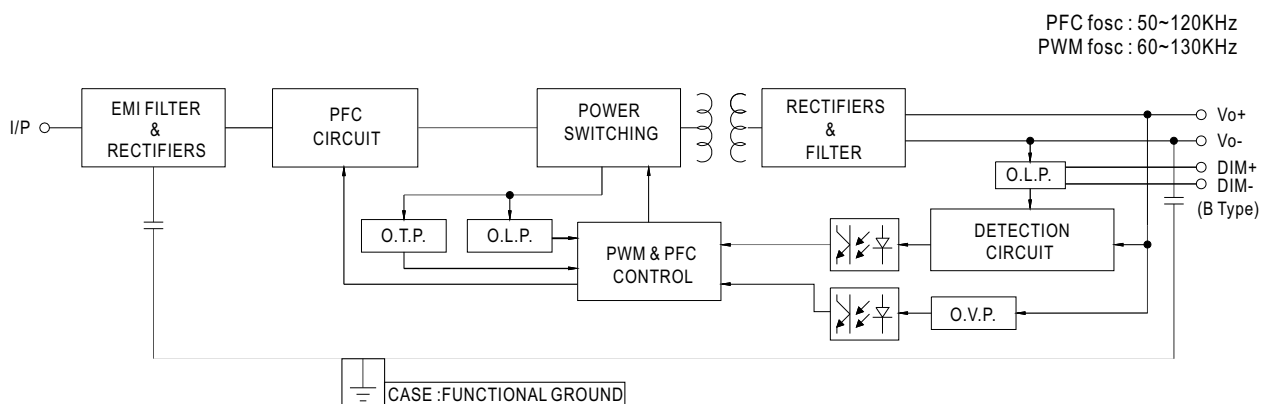 PFC fosc : 50~120KHz
PWM fosc : 60~130KHz
I/P
EMI FILTER
&
RECTIFIERS
PFC
CIRCUIT
POWER
SWITCHING
RECTIFIERS
&
FILTER
Vo+
Vo-
DIM+
DIM-
(B Type)
O.L.P.
O.T.P.
O.L.P.
PWM & PFC
CONTROL
DETECTION
CIRCUIT
O.V.P.
CASE :FUNCTIONAL GROUND